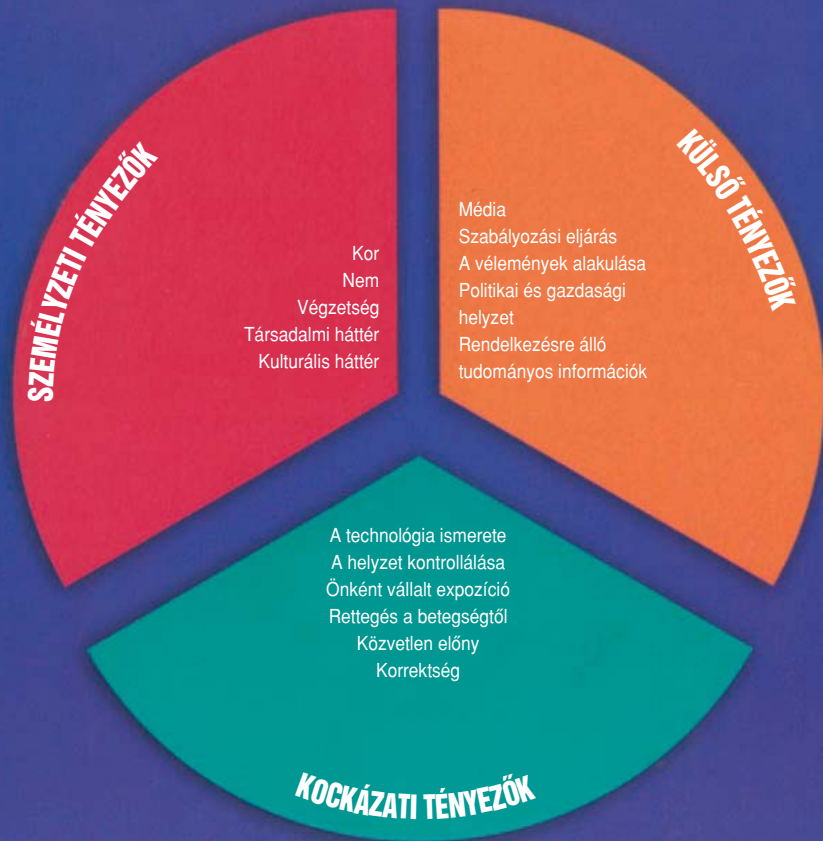 SZEMÉLYZETI TÉNYEZŐK
Kor
Nem
Végzetség
Társadalmi háttér
Kulturális háttér
KÜLSŐ TÉNYEZŐK
Média
Szabályozási eljárás
A vélemények alakulása
Politikai és gazdasági
helyzet
Rendelkezésre álló
tudományos információk
A technológia ismerete
A helyzet kontrollálása
Önként vállalt expozíció
Rettegés a betegségtől
Közvetlen előny
Korrektség
KOCKÁZATI TÉNYEZŐK